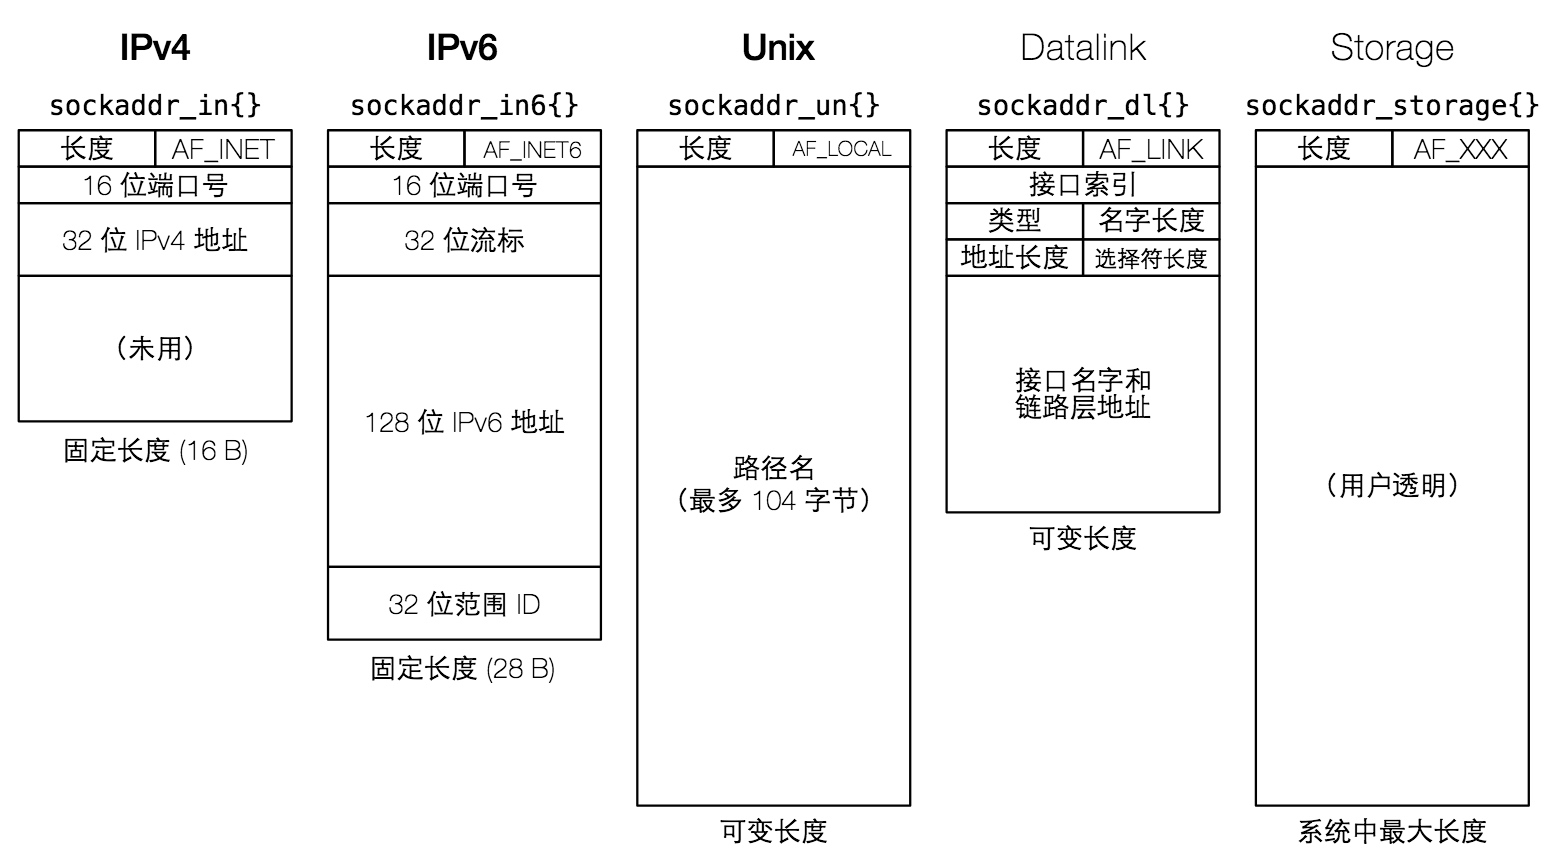 IPv4
sockaddr_in{}
长度 AF_INET
16 位端口号
32 位 IPv4 地址
（未用）
固定长度 (16 B)
IPv6
sockaddr_in6{}
长度 AF_INET6
16 位端口号
32 位流标
128 位 IPv6 地址
32 位范围 ID
固定长度 (28 B)
Unix
sockaddr_un{}
长度 AF_LOCAL
路径名
（最多 104 字节）
可变长度
Datalink
sockaddr_dl{}
长度 AF_LINK
接口索引
类型 名字长度
地址长度 选择符长度
接口名字和
链路层地址
可变长度
Storage
sockaddr_storage{}
长度 AF_XXX
（用户透明）
系统中最大长度